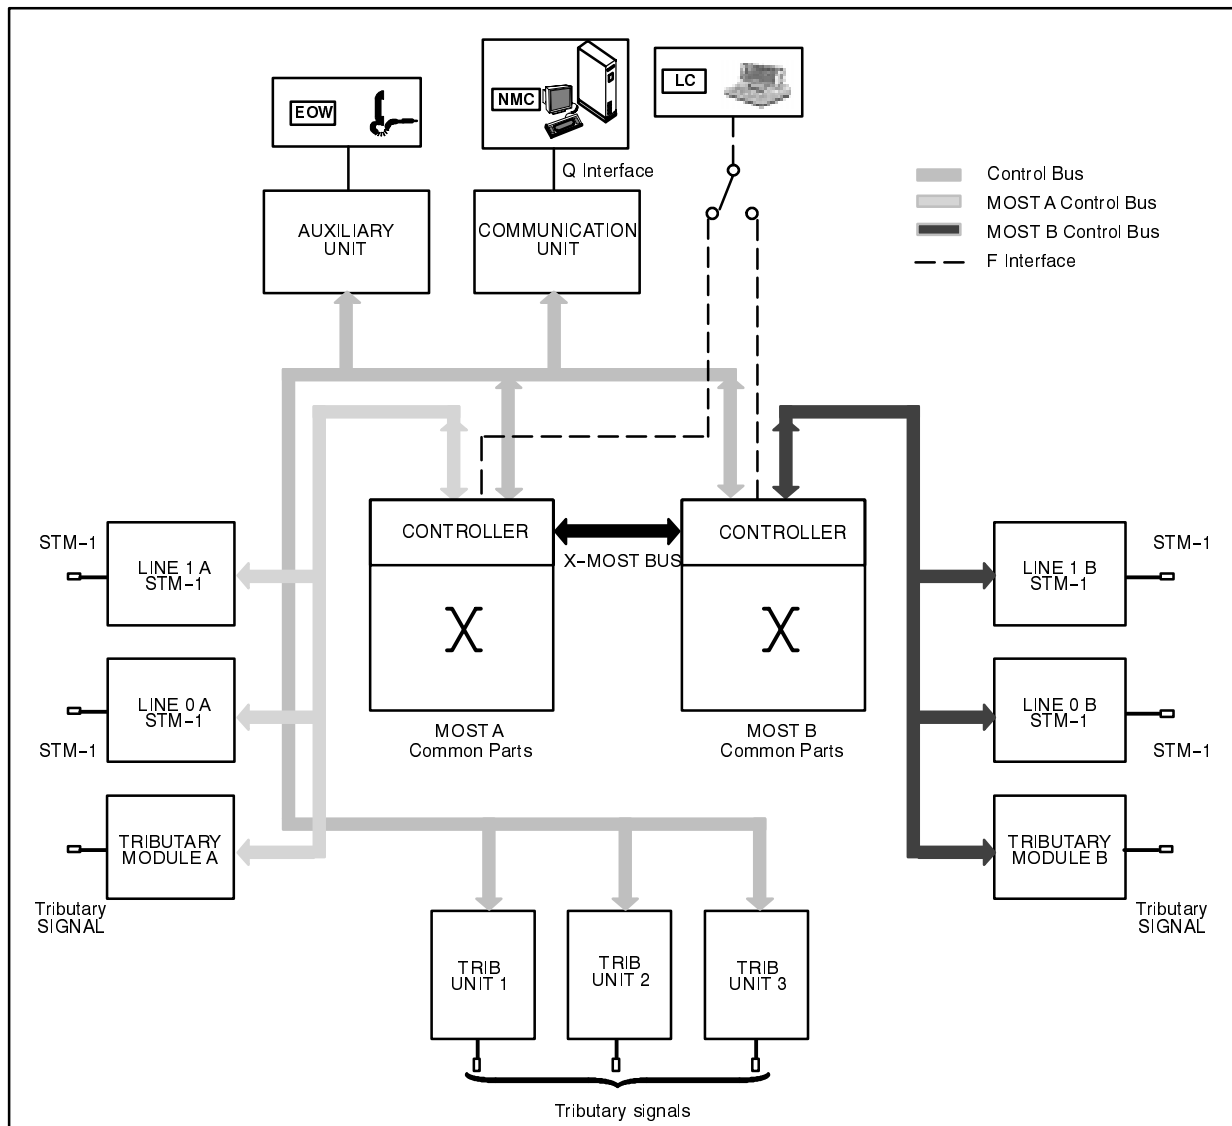 EOW
NMC
LC
Q Interface
AUXILIARY
UNIT
COMMUNICATION
UNIT
Control Bus
MOST A Control Bus
MOST B Control Bus
F Interface
CONTROLLER
CONTROLLER
X-MOST BUS
X
X
MOST A
Common Parts
MOST B
Common Parts
STM-1
LINE 1 A
STM-1
LINE 0 A
STM-1
STM-1
TRIBUTARY
MODULE A
Tributary
SIGNAL
STM-1
LINE 1 B
STM-1
LINE 0 B
STM-1
STM-1
TRIBUTARY
MODULE B
Tributary
SIGNAL
TRIB
UNIT 1
TRIB
UNIT 2
TRIB
UNIT 3
Tributary signals